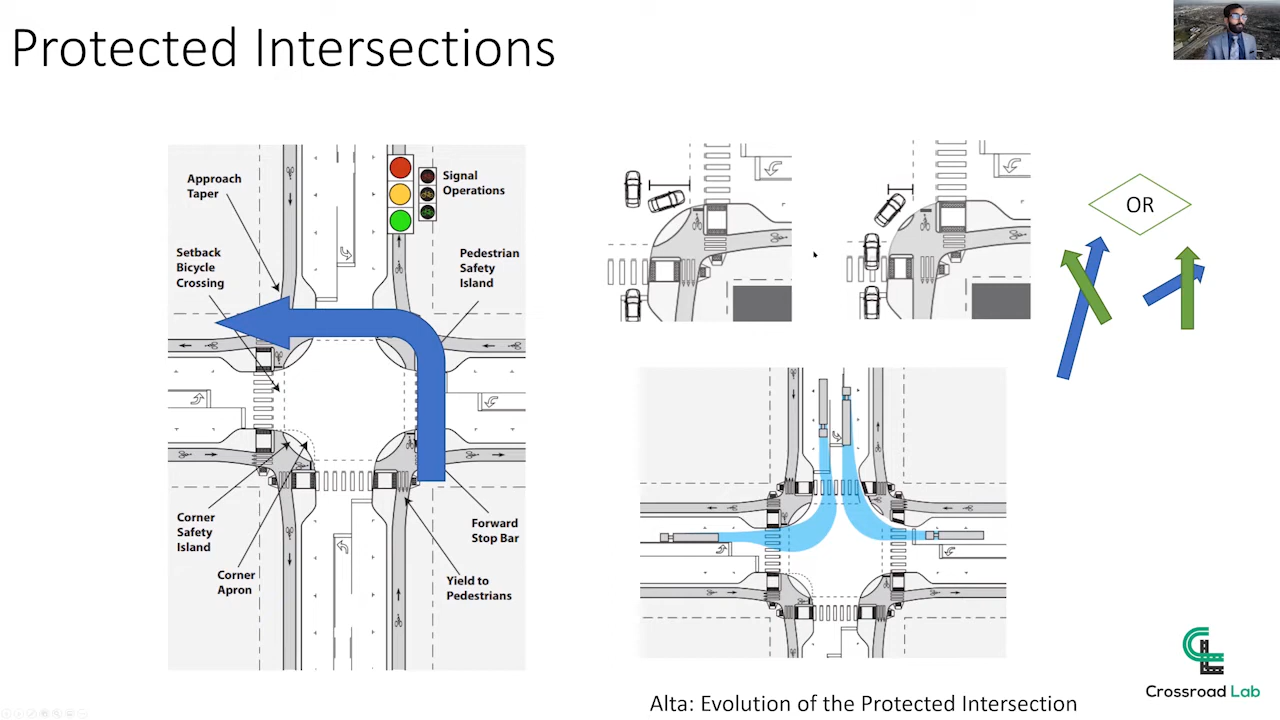 Protected Intersections
Approach
Taper
Signal
Operations
Setback
Bicycle
Crossing
Pedestrian
Safety
Island
Corner
Safety
Island
Forward
Stop Bar
Corner
Apron
Yield to
Pedestrians
OR
Alta: Evolution of the Protected Intersection
Crossroad Lab